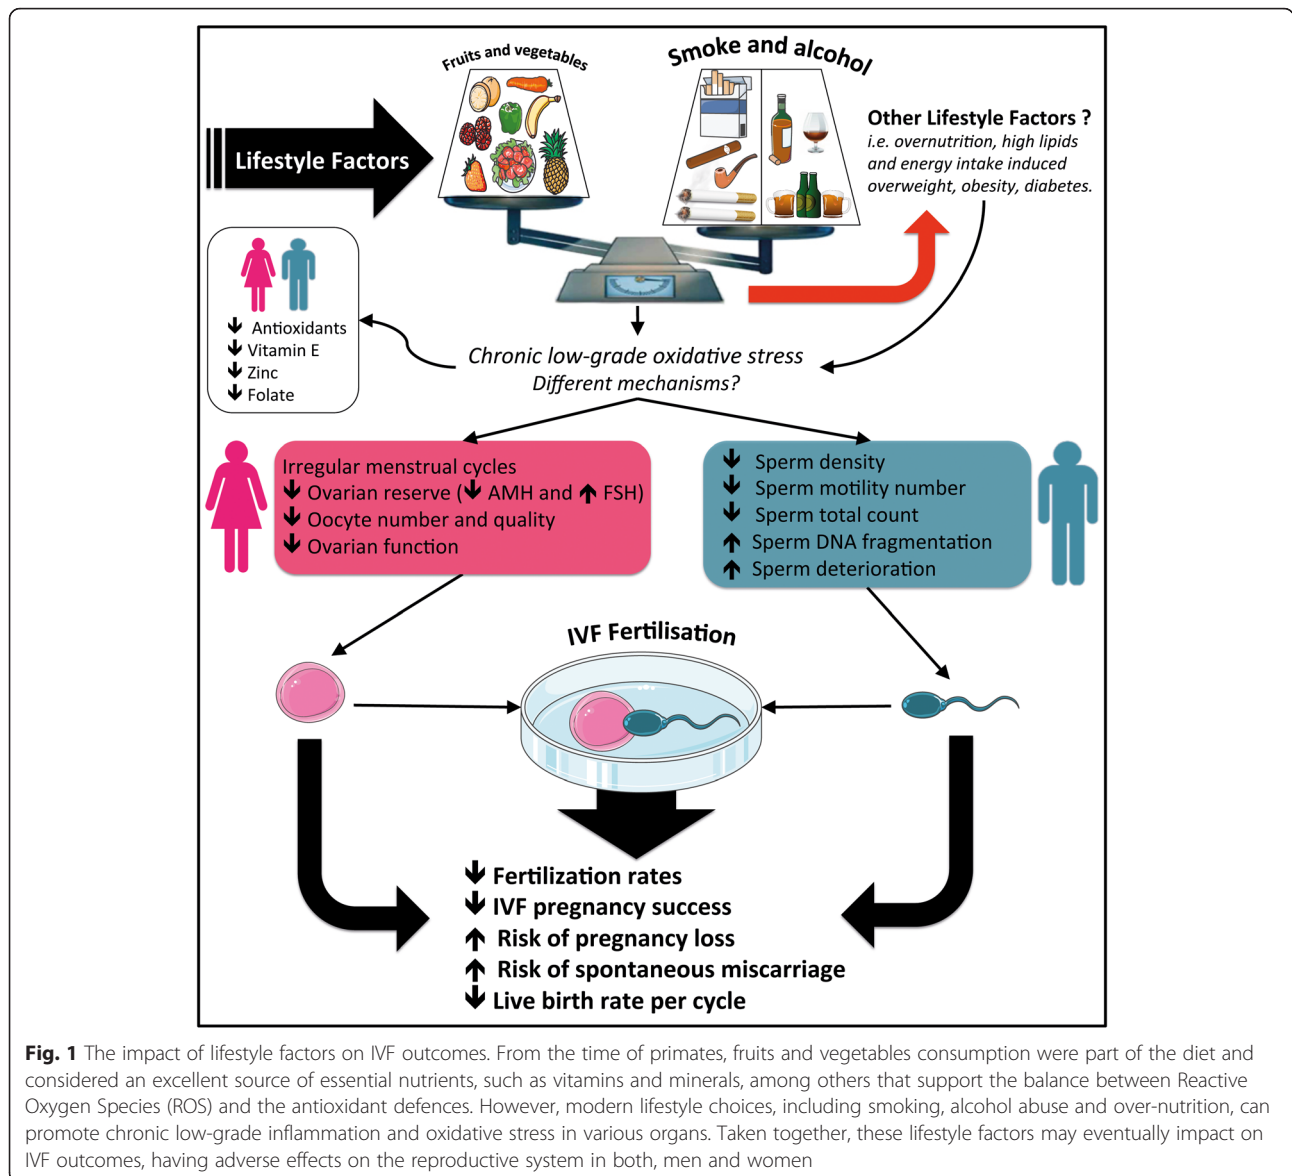 Fruits and vegetables
Smoke and alcohol
Lifestyle Factors
Other Lifestyle Factors ?
i.e. overnutrition, high lipids
and energy intake induced
overweight, obesity, diabetes.
↓ Antioxidants
↓ Vitamin E
↓ Zinc
↓ Folate
Chronic low-grade oxidative stress
Different mechanisms?
Irregular menstrual cycles
↓ Ovarian reserve (↓ AMH and ↑ FSH)
↓ Oocyte number and quality
↓ Ovarian function
↓ Sperm density
↓ Sperm motility number
↓ Sperm total count
↑ Sperm DNA fragmentation
↑ Sperm deterioration
IVF Fertilisation
↓ Fertilization rates
↓ IVF pregnancy success
↑ Risk of pregnancy loss
↑ Risk of spontaneous miscarriage
↓ Live birth rate per cycle
Fig. 1 The impact of lifestyle factors on IVF outcomes. From the time of primates, fruits and vegetables consumption were part of the diet and
considered an excellent source of essential nutrients, such as vitamins and minerals, among others that support the balance between Reactive
Oxygen Species (ROS) and the antioxidant defences. However, modern lifestyle choices, including smoking, alcohol abuse and over-nutrition, can
promote chronic low-grade inflammation and oxidative stress in various organs. Taken together, these lifestyle factors may eventually impact on
IVF outcomes, having adverse effects on the reproductive system in both, men and women